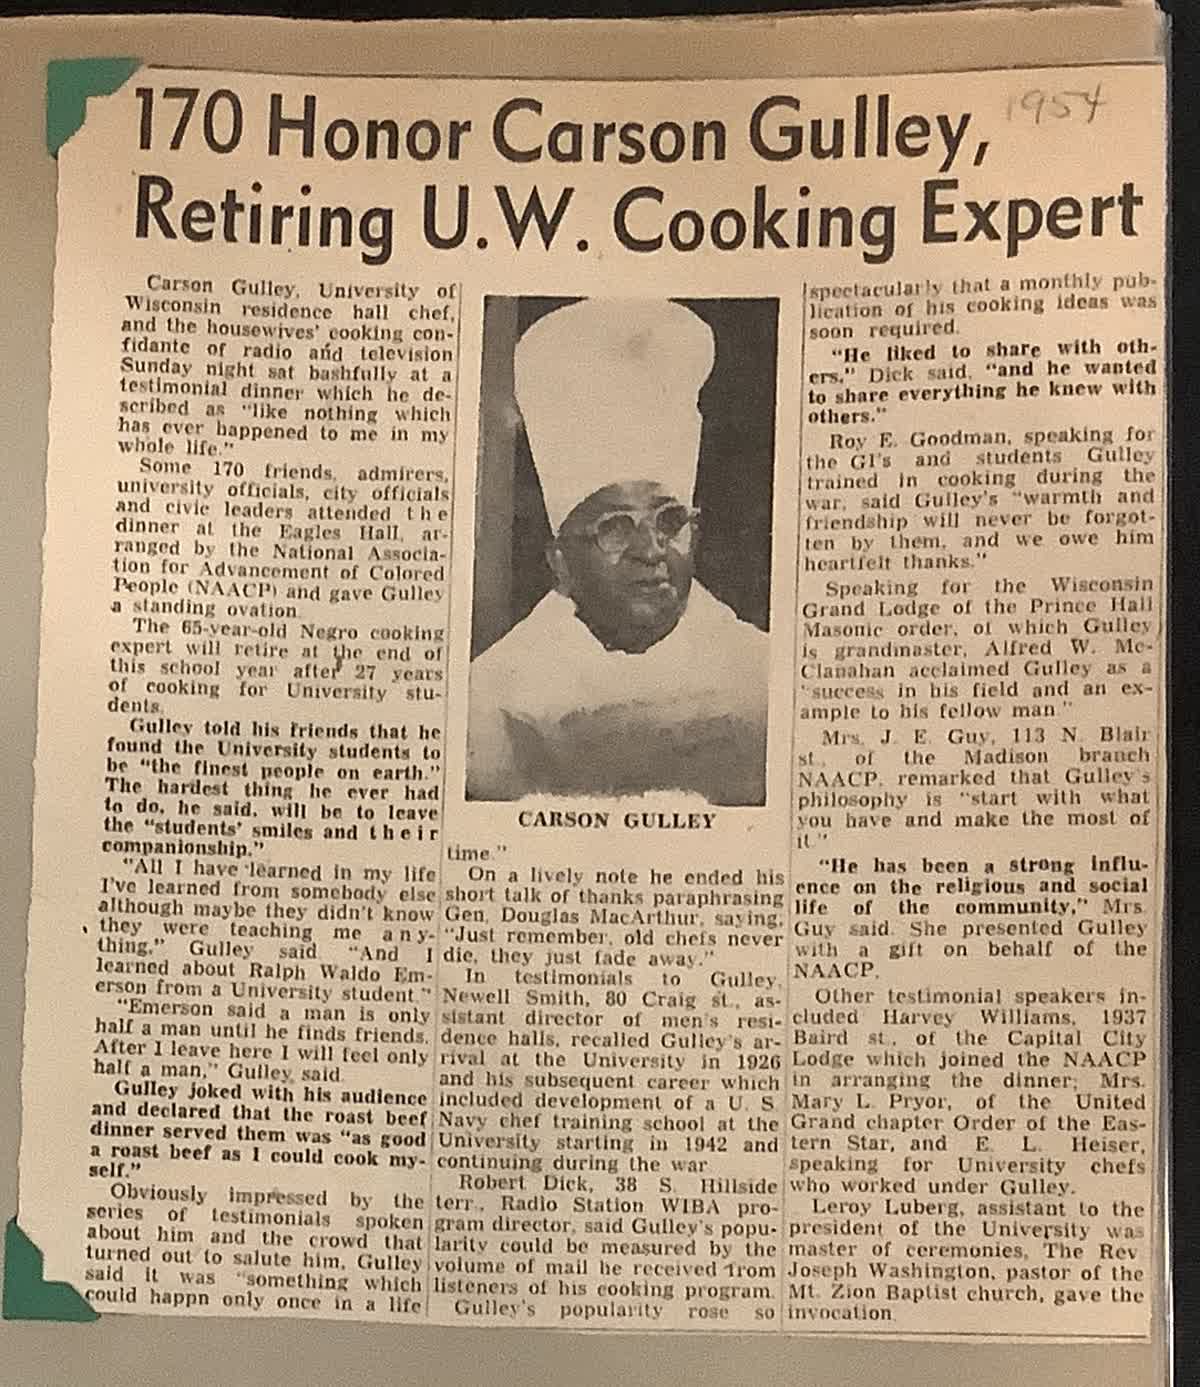 1954
170 Honor Carson Gulley,
Retiring U.W. Cooking Expert
Carson Gulley, University of
Wisconsin residence hall chef,
and the housewives' cooking con-
fidante of radio and television
Sunday night sat bashfully at a
testimonial dinner which he de-
scribed as "like nothing which
has ever happened to me in my
whole life."
Some 170 friends, admirers,
university officials, city officials
and civic leaders attended the
dinner at the Eagles Hall, ar-
ranged by the National Associa-
tion for Advancement of Colored
People (NAACP) and gave Gulley
a standing ovation.
The 65-year-old Negro cooking
expert will retire at the end of
this school year after 27 years
of cooking for University stu-
dents.
Gulley told his friends that he
found the University students to
be "the finest people on earth."
The hardest thing he ever had
to do, he said, will be to leave
the "students' smiles and their
companionship."
"All I have learned in my life
I've learned from somebody else
although maybe they didn't know
they were teaching me any-
thing," Gulley said. "And I
learned about Ralph Waldo Em-
erson from a University student."
"Emerson said a man is only
half a man until he finds friends.
After I leave here I will feel only
half a man," Gulley said.
Gulley joked with his audience
and declared that the roast beef
dinner served them was "as good
a roast beef as I could cook my-
self."
Obviously impressed by the
series of testimonials spoken
about him and the crowd that
turned out to salute him, Gulley
said it was "something which
could happn only once in a life
CARSON GULLEY
time."
On a lively note he ended his
short talk of thanks paraphrasing
Gen. Douglas MacArthur, saying,
"Just remember, old chefs never
die, they just fade away."
In testimonials to Gulley,
Newell Smith, 80 Craig st., as-
sistant director of men's resi-
dence halls, recalled Gulley's ar-
rival at the University in 1926
and his subsequent career which
included development of a U. S.
Navy chef training school at the
University starting in 1942 and
continuing during the war.
Robert Dick, 38 S. Hillside
terr., Radio Station WIBA pro-
gram director, said Gulley's popu-
larity could be measured by the
volume of mail he received from
listeners of his cooking program.
Gulley's popularity rose so
spectacularly that a monthly pub-
lication of his cooking ideas was
soon required.
"He liked to share with oth-
ers," Dick said, "and he wanted
to share everything he knew with
others."
Roy E. Goodman, speaking for
the GI's and students Gulley
trained in cooking during the
war, said Gulley's "warmth and
friendship will never be forgot-
ten by them, and we owe him
heartfelt thanks."
Speaking for the Wisconsin
Grand Lodge of the Prince Hall
Masonic order, of which Gulley
is grandmaster, Alfred W. Mc-
Clanahan acclaimed Gulley as a
"success in his field and an ex-
ample to his fellow man."
Mrs. J. E. Guy, 113 N. Blair
st., of the Madison branch
NAACP, remarked that Gulley's
philosophy is "start with what
you have and make the most of
it."
"He has been a strong influ-
ence on the religious and social
life of the community," Mrs.
Guy said. She presented Gulley
with a gift on behalf of the
NAACP.
Other testimonial speakers in-
cluded Harvey Williams, 1937
Baird st., of the Capital City
Lodge which joined the NAACP
in arranging the dinner; Mrs.
Mary L. Pryor, of the United
Grand chapter Order of the Eas-
tern Star, and E. L. Heiser,
speaking for University chefs
who worked under Gulley.
Leroy Luberg, assistant to the
president of the University was
master of ceremonies. The Rev
Joseph Washington, pastor of the
Mt. Zion Baptist church, gave the
invocation.